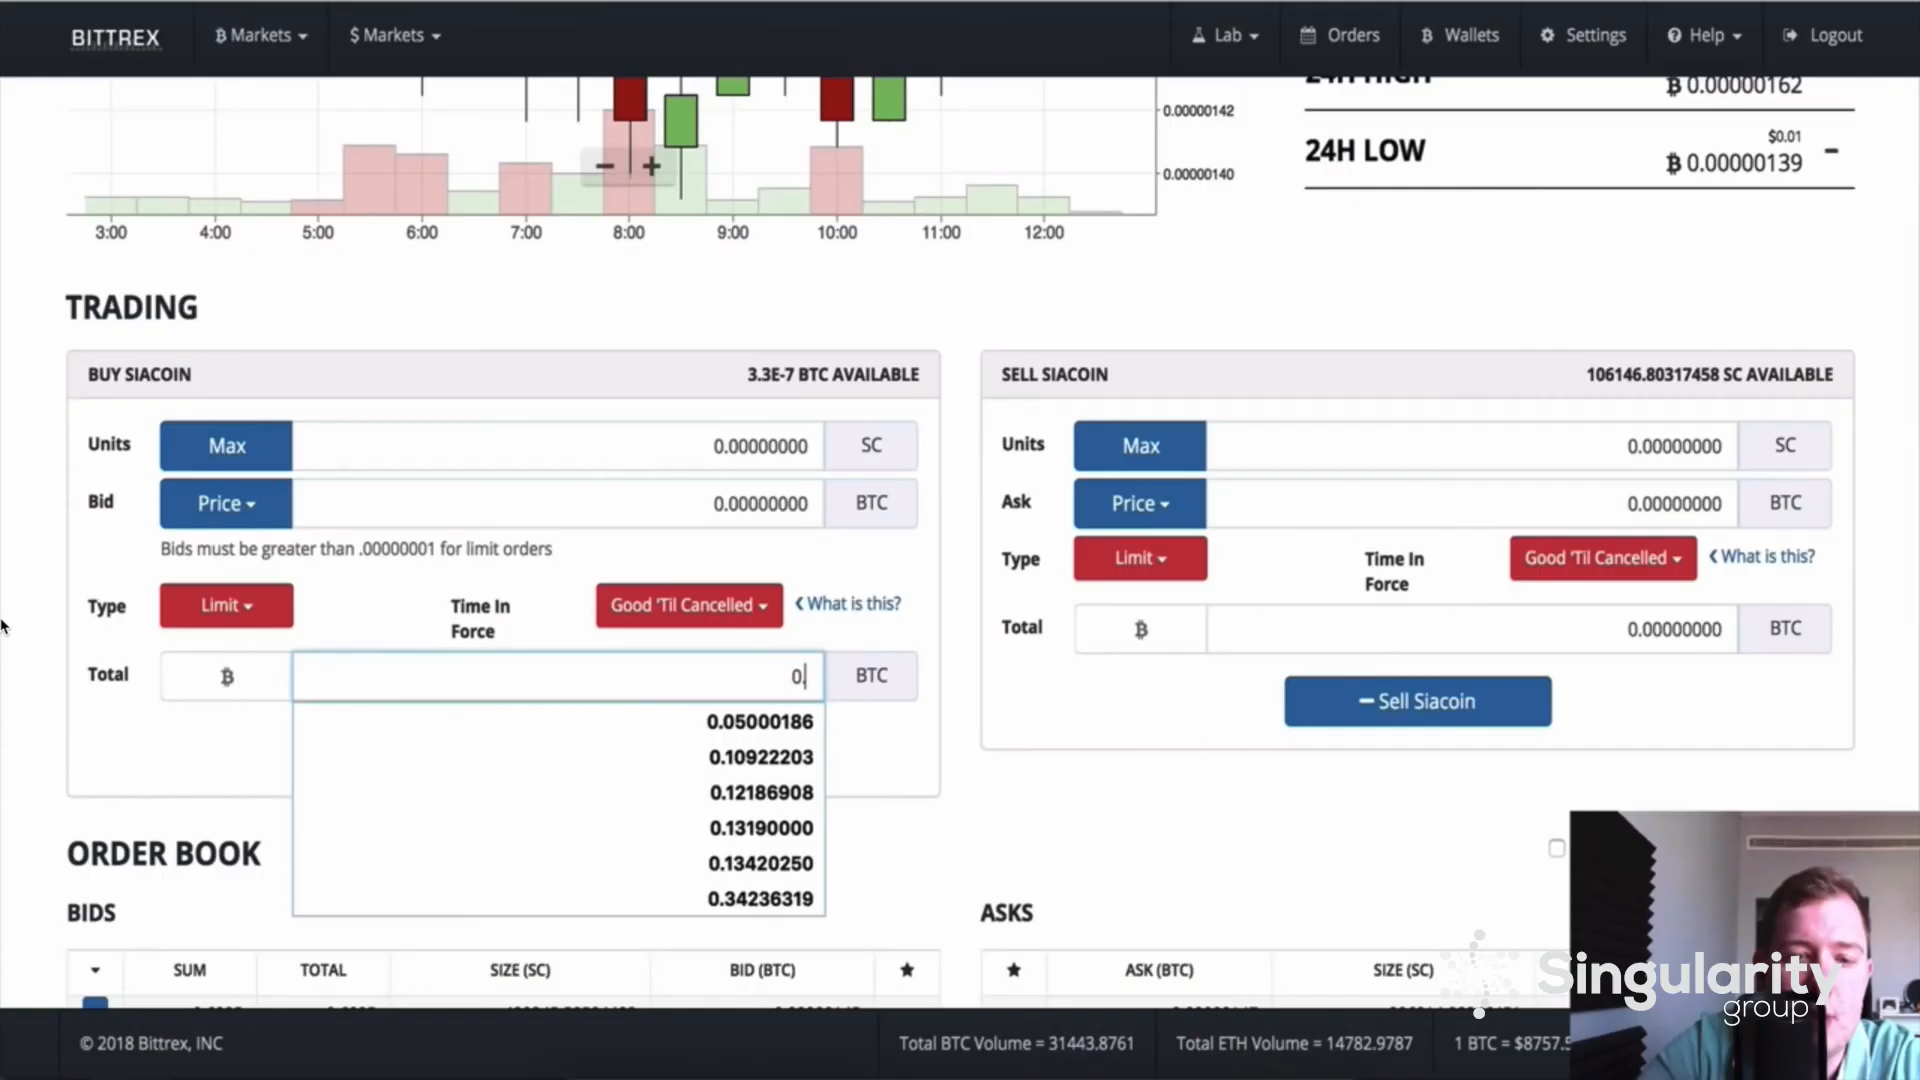 BITTREX
Markets
$ Markets
Lab
Orders
Wallets
Settings
Help
Logout
24H HIGH
0.00000162
0.00000142
24H LOW
$0.01
0.00000139
0.00000140
3:00 4:00 5:00 6:00 7:00 8:00 9:00 10:00 11:00 12:00
TRADING
BUY SIACOIN
3.3E-7 BTC AVAILABLE
Units
Max
0.00000000
SC
Bid
Price
0.00000000
BTC
Bids must be greater than .00000001 for limit orders
Type
Limit
Time In
Force
Good 'Til Cancelled
What is this?
Total
0.
BTC
0.05000186
0.10922203
0.12186908
0.13190000
0.13420250
0.34236319
SELL SIACOIN
106146.80317458 SC AVAILABLE
Units
Max
0.00000000
SC
Ask
Price
0.00000000
BTC
Type
Limit
Time In
Force
Good 'Til Cancelled
What is this?
Total
0.00000000
BTC
Sell Siacoin
ORDER BOOK
BIDS
SUM
TOTAL
SIZE (SC)
BID (BTC)
ASKS
ASK (BTC)
SIZE (SC)
Singularity
group
© 2018 Bittrex, INC
Total BTC Volume = 31443.8761
Total ETH Volume = 14782.9787
1 BTC = $8757.5